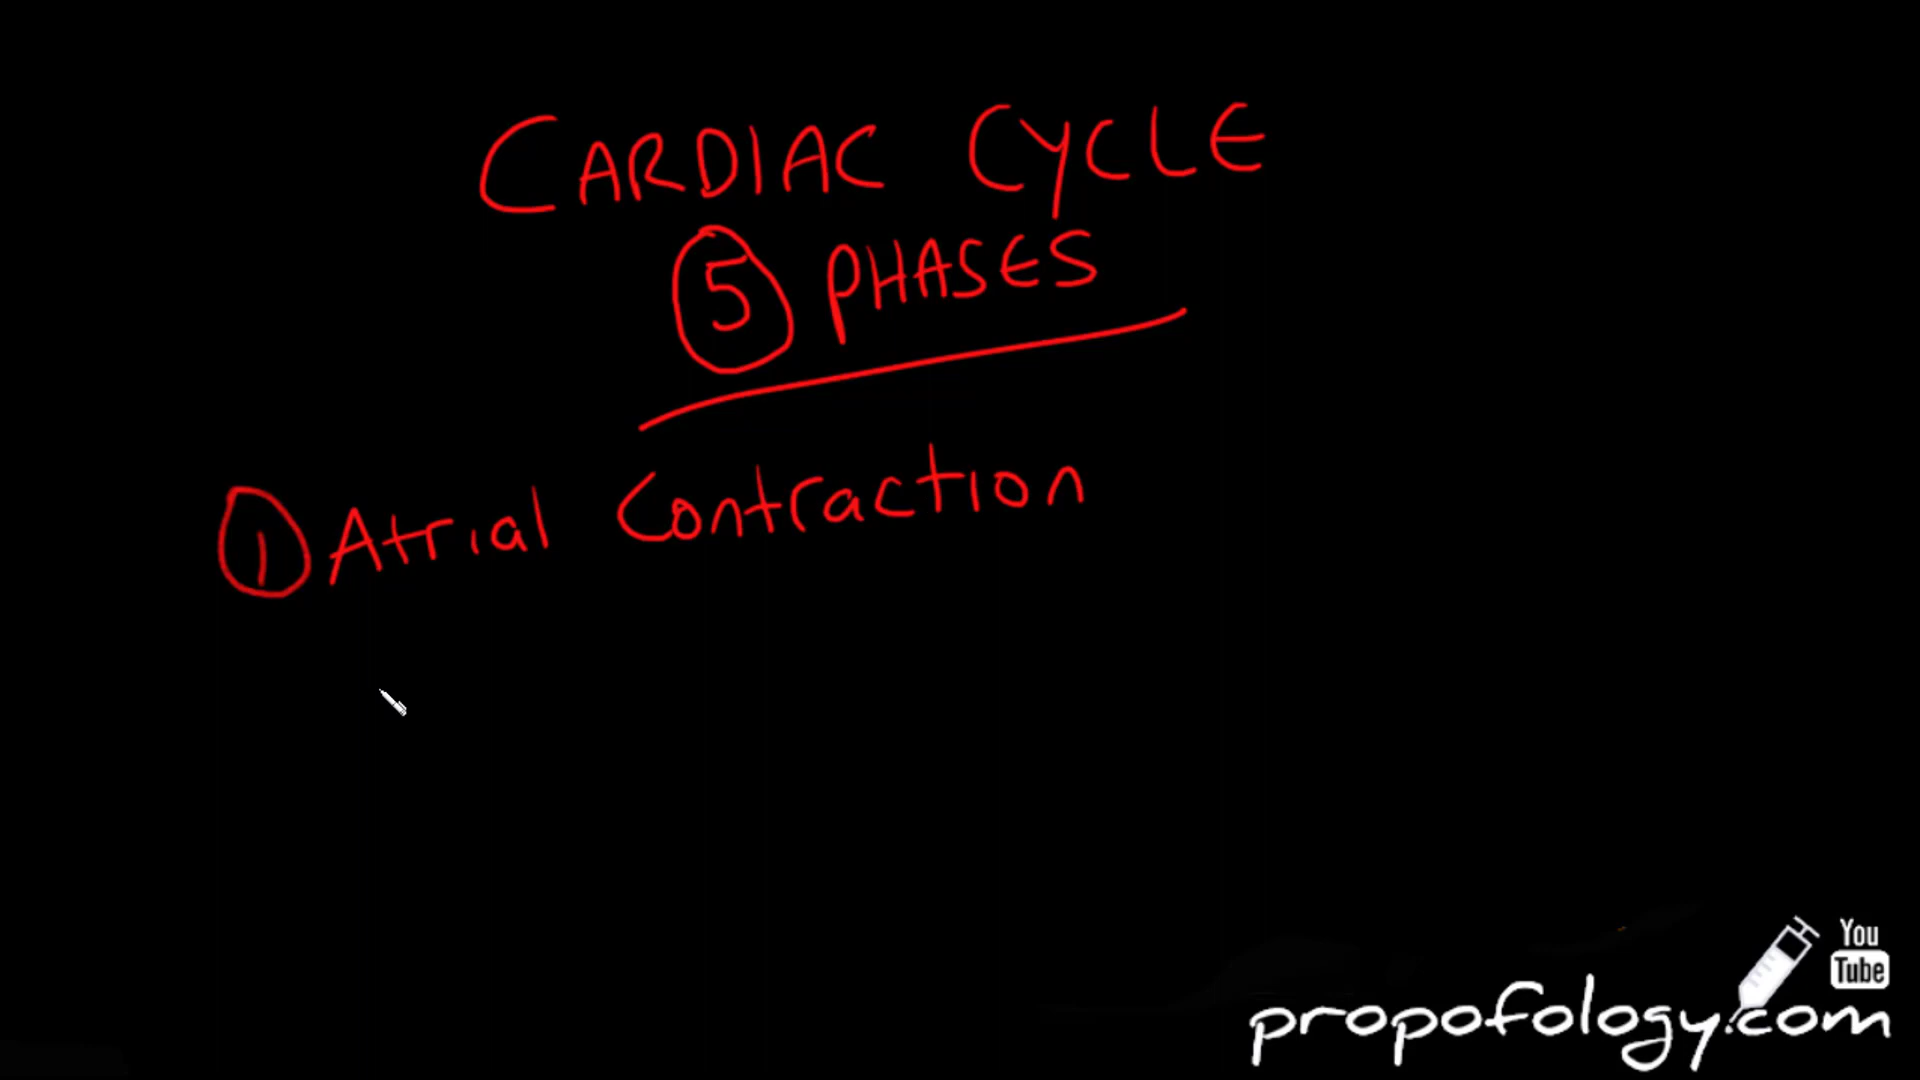 CARDIAC CYCLE
5 PHASES
1 Atrial Contraction
You
Tube
propofology.com